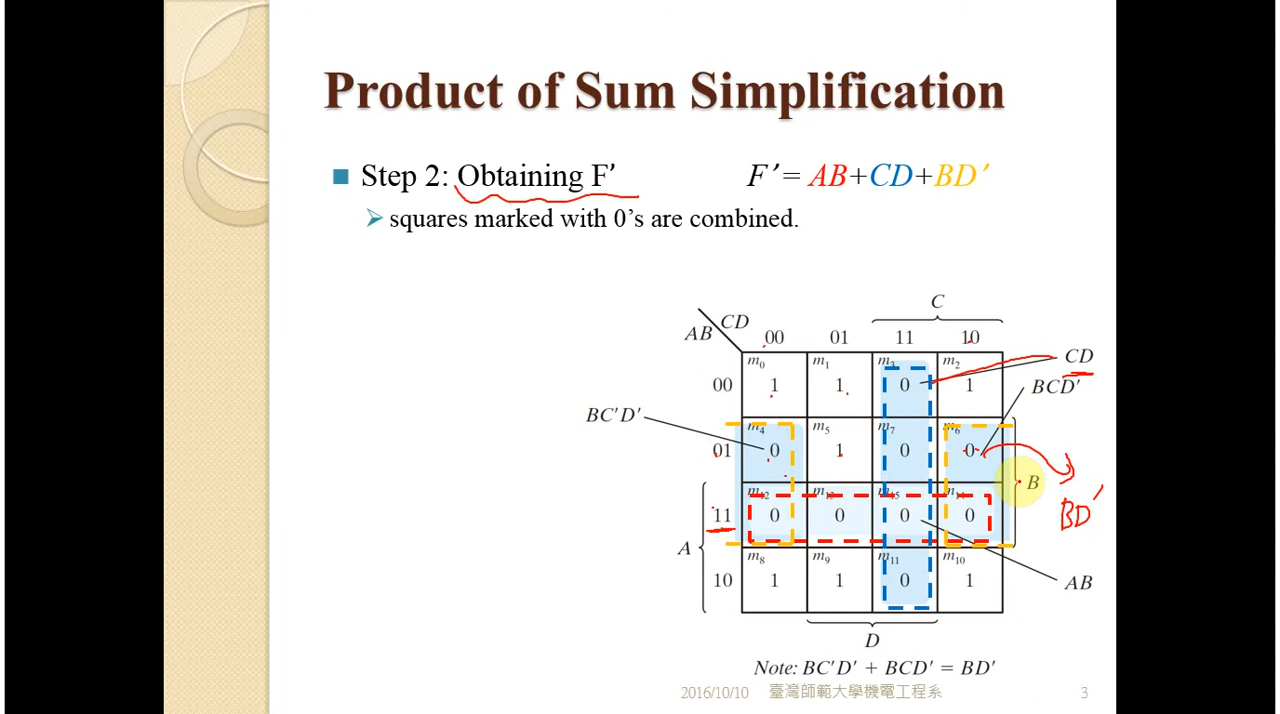 Product of Sum Simplification
Step 2: Obtaining F’ F’= AB+CD+BD’
squares marked with 0’s are combined.
C
AB CD 00 01 11 10
m0 m1 m3 m2 CD
00 1 1 0 1
BCD′
BC′D′
m4 m5 m7 m6
01 0 1 0 0
B
m12 m13 m15 m14
11 0 0 0 0 BD'
A
m8 m9 m11 m10
10 1 1 0 1 AB
D
Note: BC′D′ + BCD′ = BD′
2016/10/10 臺灣師範大學機電工程系 3